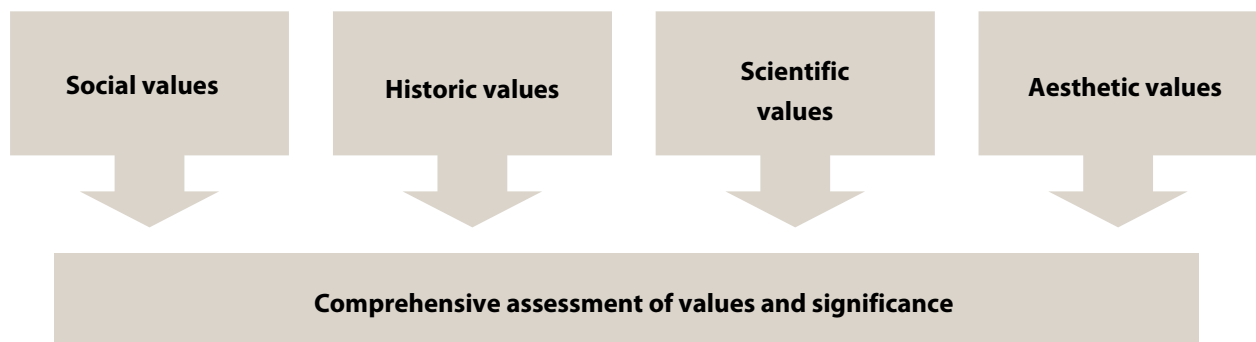 Social values
Historic values
Scientific
values
Aesthetic values
Comprehensive assessment of values and significance